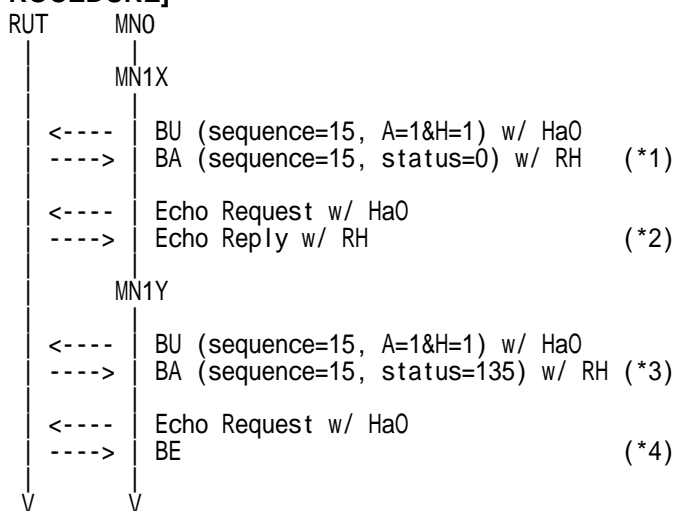 ROCEDURE]
RUT MN0
MN1X
<---- BU (sequence=15, A=1&H=1) w/ HaO
----> BA (sequence=15, status=0) w/ RH (*1)
<---- Echo Request w/ HaO
----> Echo Reply w/ RH (*2)
MN1Y
<---- BU (sequence=15, A=1&H=1) w/ HaO
----> BA (sequence=15, status=135) w/ RH (*3)
<---- Echo Request w/ HaO
----> BE (*4)
V V